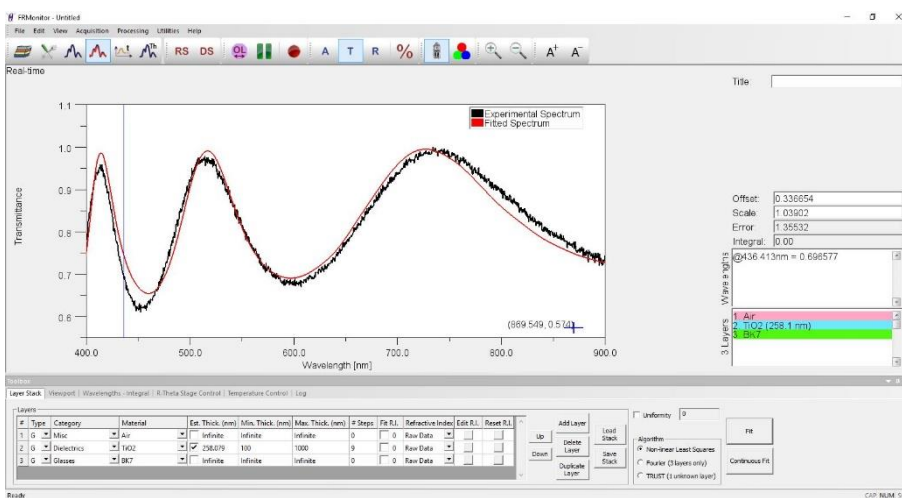 FRMonitor - Untitled
File Edit View Acquisition Processing Utilities Help
RS DS OL A T R % A+ A-
Real-time
Title:
Experimental Spectrum
Fitted Spectrum
1.1
1.0
0.9
0.8
0.7
0.6
Transmittance
400.0 500.0 600.0 700.0 800.0 900.0
Wavelength [nm]
(869.549, 0.574)
Offset: 0.336654
Scale: 1.03902
Error 1.35532
Integral: 0.00
Wavelengths
@436.413nm = 0.696577
3 Layers
1 Air
2 TiO2 (258.1 nm)
3 BK7
Toolbox
Layer Stack Viewport Wavelengths - Integral R-Theta Stage Control Temperature Control Log
Layers
# Type Category Material Est. Thick. (nm) Min. Thick. (nm) Max. Thick. (nm) # Steps Fit R.I. Refractive Index Edit R.I. Reset R.I.
1 G Misc Air Infinite Infinite Infinite 0 0 Raw Data
2 G Dielectrics TiO2 258.079 100 1000 9 0 Raw Data
3 G Glasses BK7 Infinite Infinite Infinite 0 0 Raw Data
Up
Down
Add Layer
Delete Layer
Duplicate Layer
Load Stack
Save Stack
Uniformity 0
Algorithm
Non-linear Least Squares
Fourier (3 layers only)
TRUST (1 unknown layer)
Fit
Continuous Fit
Ready
CAP NUM